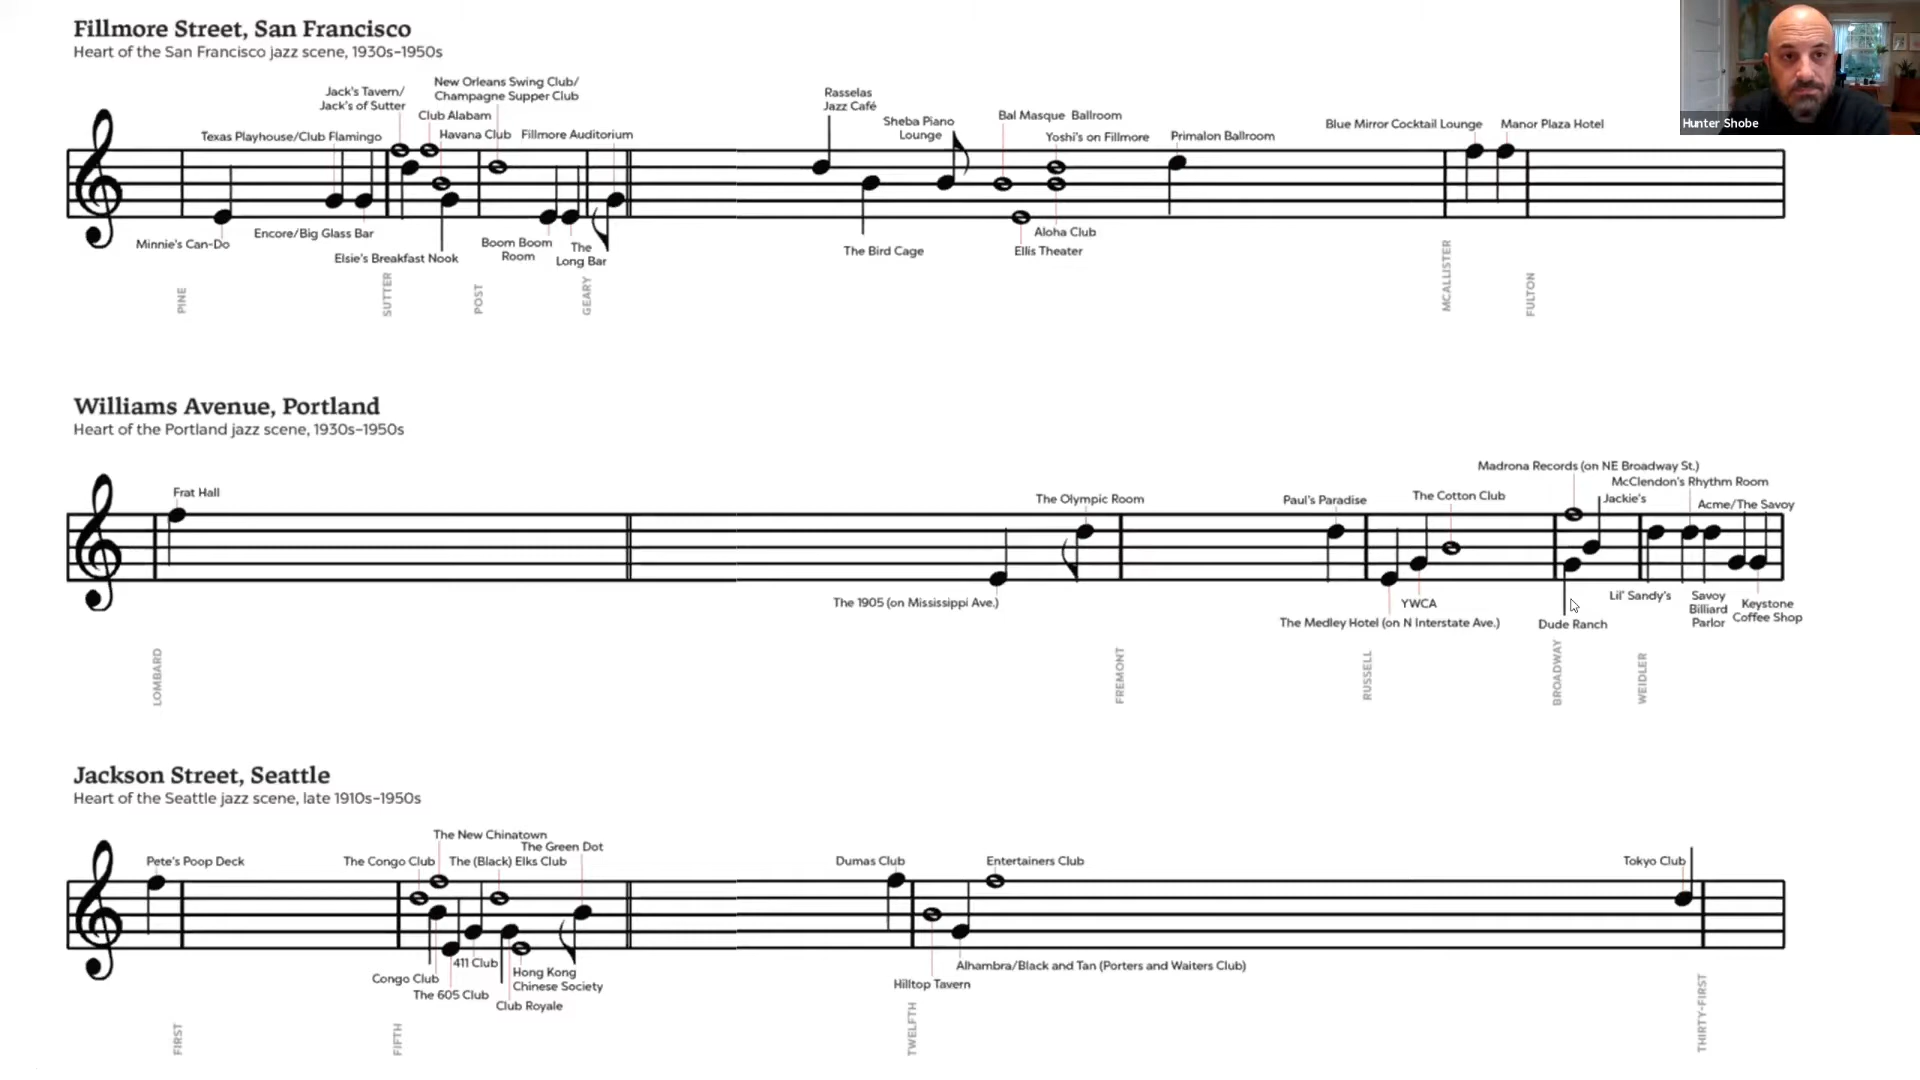 Fillmore Street, San Francisco
Heart of the San Francisco jazz scene, 1930s–1950s
Hunter Shobe
Jack's Tavern/
Jack's of Sutter
New Orleans Swing Club/
Champagne Supper Club
Club Alabam
Texas Playhouse/Club Flamingo
Havana Club
Fillmore Auditorium
Rasselas
Jazz Café
Sheba Piano
Lounge
Bal Masque Ballroom
Yoshi's on Fillmore
Primalon Ballroom
Blue Mirror Cocktail Lounge
Manor Plaza Hotel
Minnie's Can-Do
Encore/Big Glass Bar
Elsie's Breakfast Nook
Boom Boom
Room
The
Long Bar
The Bird Cage
Aloha Club
Ellis Theater
PINE
SUTTER
POST
GEARY
MCALLISTER
FULTON
Williams Avenue, Portland
Heart of the Portland jazz scene, 1930s–1950s
Frat Hall
The Olympic Room
Paul's Paradise
The Cotton Club
Madrona Records (on NE Broadway St.)
McClendon's Rhythm Room
Jackie's
Acme/The Savoy
The 1905 (on Mississippi Ave.)
YWCA
The Medley Hotel (on N Interstate Ave.)
Dude Ranch
Lil' Sandy's
Savoy
Billiard
Parlor
Keystone
Coffee Shop
LOMBARD
FREMONT
RUSSELL
BROADWAY
WEIDLER
Jackson Street, Seattle
Heart of the Seattle jazz scene, late 1910s–1950s
Pete's Poop Deck
The Congo Club
The New Chinatown
The Green Dot
The (Black) Elks Club
Dumas Club
Entertainers Club
Tokyo Club
Congo Club
The 605 Club
411 Club
Hong Kong
Chinese Society
Club Royale
Hilltop Tavern
Alhambra/Black and Tan (Porters and Waiters Club)
FIRST
FIFTH
TWELFTH
THIRTY-FIRST